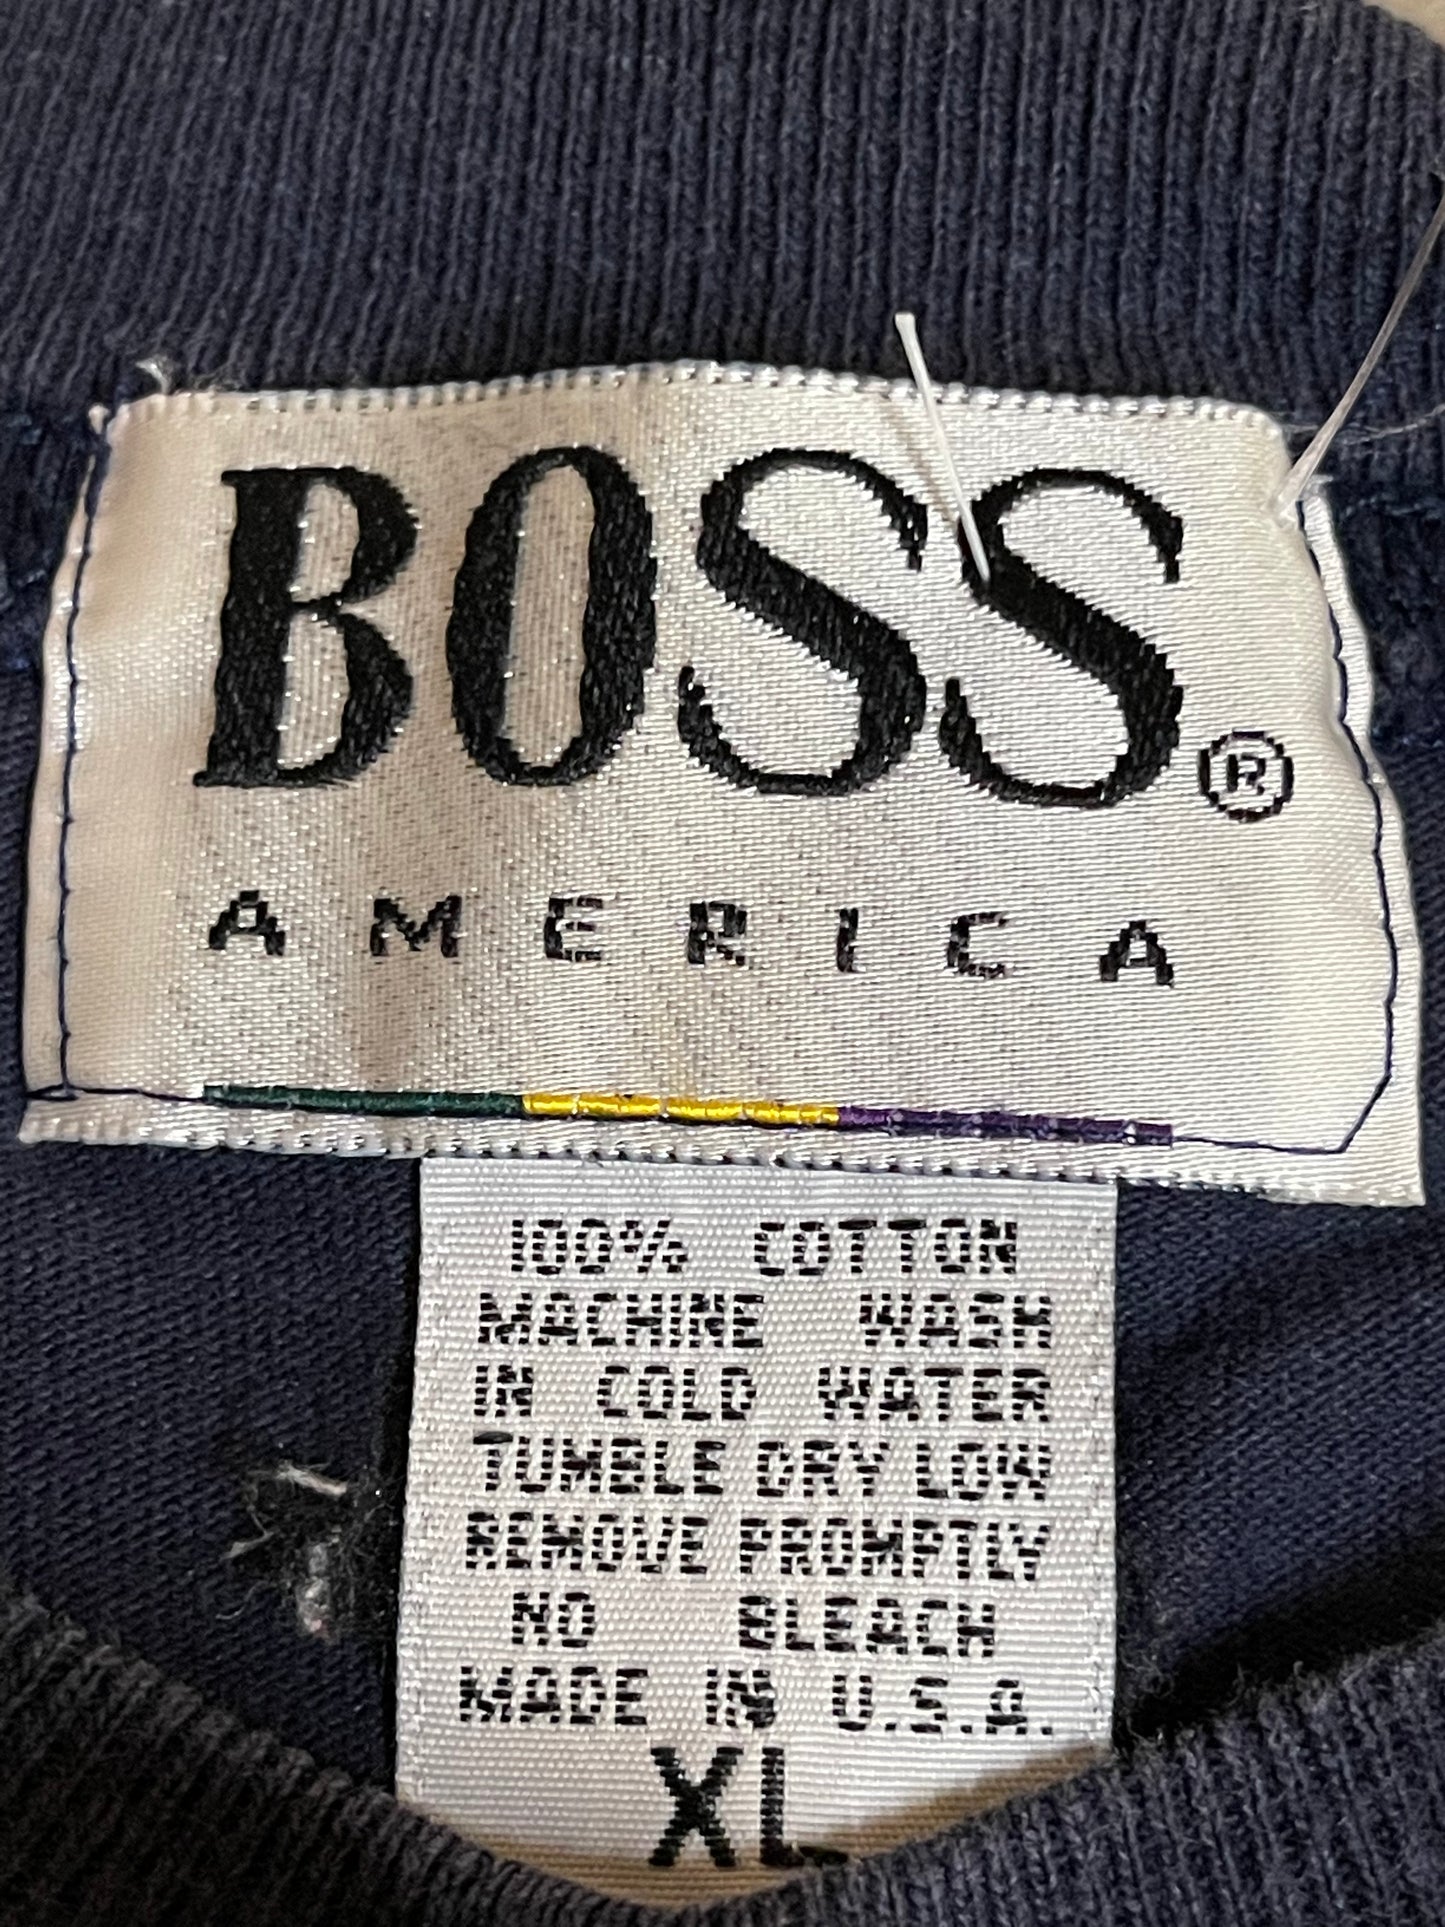 BOSS®
AMERICA
100% COTTON
MACHINE WASH
IN COLD WATER
TUMBLE DRY LOW
REMOVE PROMPTLY
NO BLEACH
MADE IN U.S.A.
XL